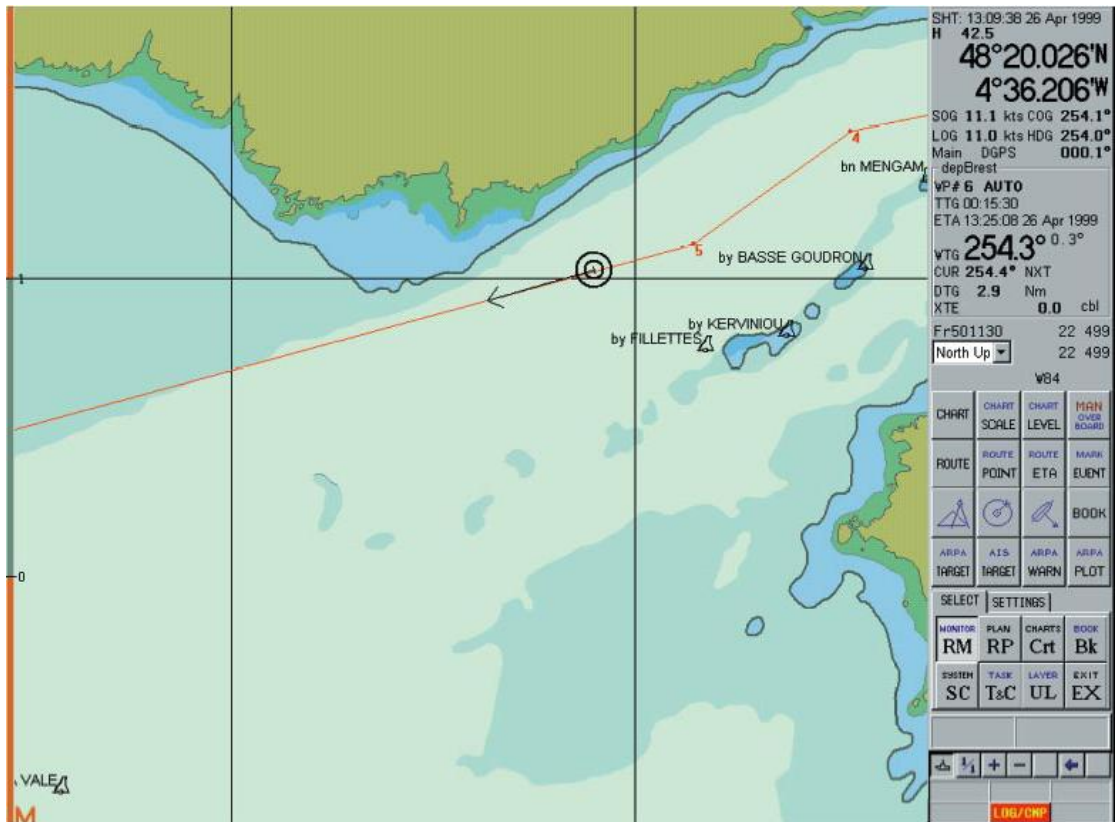 SHT: 13:09:38 26 Apr 1999
H 42.5
48°20.026'N
4°36.206'W
SOG 11.1 kts COG 254.1°
LOG 11.0 kts HDG 254.0°
Main DGPS 000.1°
depBrest
WP# 6 AUTO
TTG 00:15:30
ETA 13:25:08 26 Apr 1999
WTG 254.3° 0.3°
CUR 254.4° NXT
DTG 2.9 Nm
XTE 0.0 cbl
Fr501130 22 499
North Up 22 499
W84
CHART
CHART SCALE
CHART LEVEL
MAN OVER BOARD
ROUTE
ROUTE POINT
ROUTE ETA
MARK EVENT
BOOK
ARPA TARGET
AIS TARGET
ARPA WARN
ARPA PLOT
SELECT SETTINGS
MONITOR RM
PLAN RP
CHARTS Crt
BOOK Bk
SYSTEM SC
TASK T&C
LAYER UL
EXIT EX
1/1 + -
LOG/CMP
4
bn MENGAM
5
by BASSE GOUDRON
1
by KERVINIOU
by FILLETTES
0
VALE
M